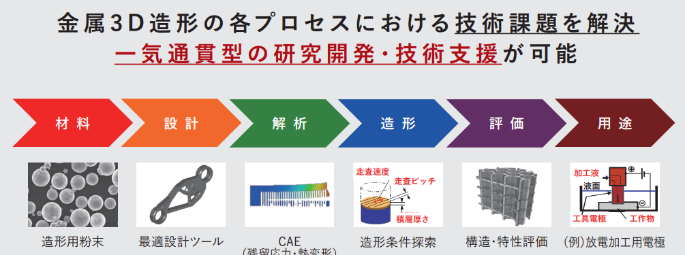 金属3D造形の各プロセスにおける技術課題を解決
一気通貫型の研究開発・技術支援が可能
材料
設計
解析
造形
評価
用途
走査速度
走査ピッチ
積層厚さ
加工液
液面
工具電極
工作物
造形用粉末
最適設計ツール
CAE
(残留応力・熱変形)
造形条件探索
構造・特性評価
(例)放電加工用電極